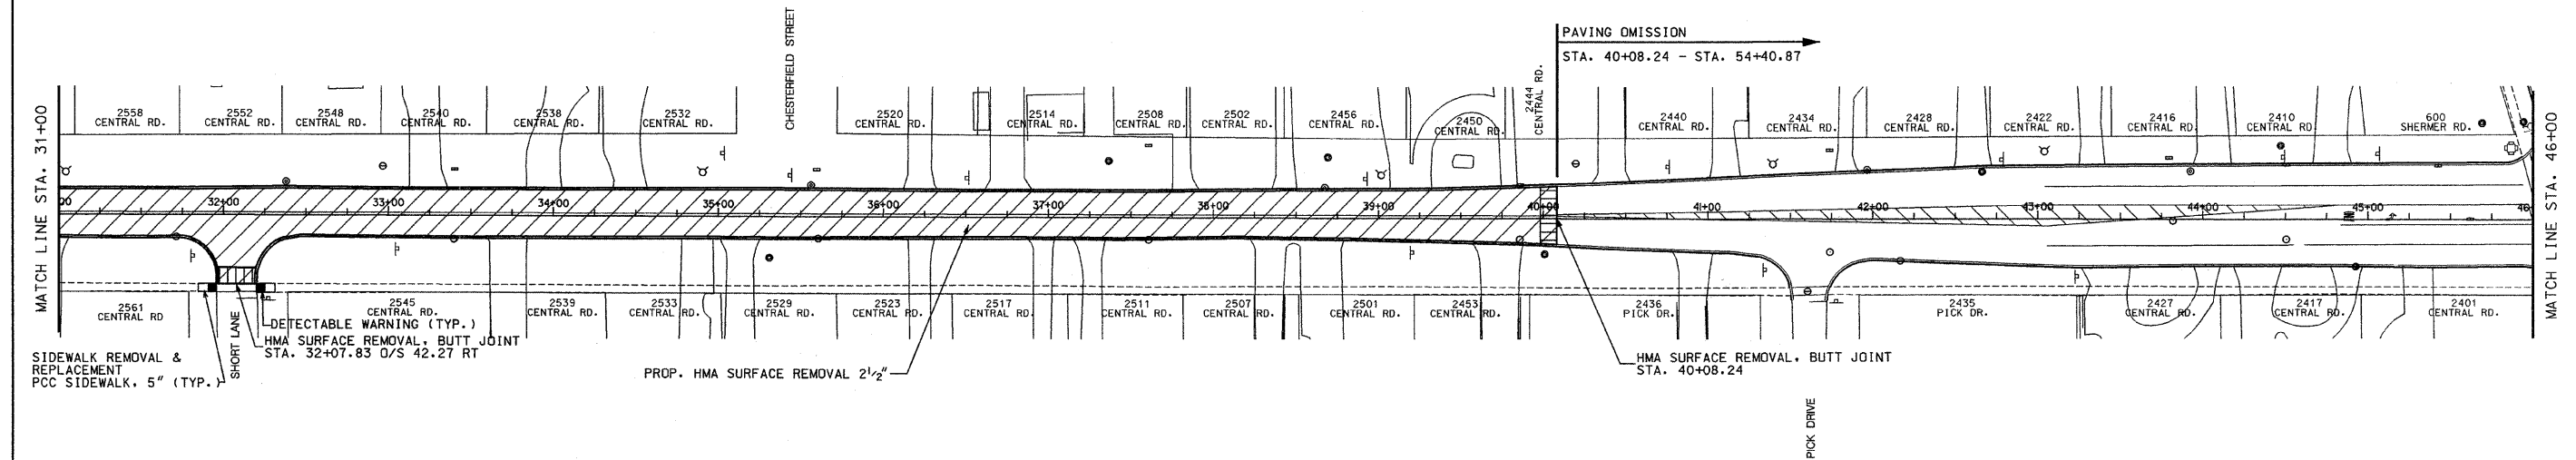 CHESTERFIELD STREET
PAVING OMISSION
STA. 40+08.24 - STA. 54+40.87
MATCH LINE STA. 31+00
2558
CENTRAL RD.
2552
CENTRAL RD.
2548
CENTRAL RD.
2540
CENTRAL RD.
2538
CENTRAL RD.
2532
CENTRAL RD.
2520
CENTRAL RD.
2514
CENTRAL RD.
2508
CENTRAL RD.
2502
CENTRAL RD.
2456
CENTRAL RD.
2450
CENTRAL RD.
2444
CENTRAL RD.
2440
CENTRAL RD.
2434
CENTRAL RD.
2428
CENTRAL RD.
2422
CENTRAL RD.
2416
CENTRAL RD.
2410
CENTRAL RD.
600
SHERMER RD.
MATCH LINE STA. 46+00
00
32+00
33+00
34+00
35+00
36+00
37+00
38+00
39+00
40+00
41+00
42+00
43+00
44+00
45+00
46
2561
CENTRAL RD
2545
CENTRAL RD.
2539
CENTRAL RD.
2533
CENTRAL RD.
2529
CENTRAL RD.
2523
CENTRAL RD.
2517
CENTRAL RD.
2511
CENTRAL RD.
2507
CENTRAL RD.
2501
CENTRAL RD.
2453
CENTRAL RD.
2436
PICK DR.
2435
PICK DR.
2427
CENTRAL RD.
2417
CENTRAL RD.
2401
CENTRAL RD.
DETECTABLE WARNING (TYP.)
HMA SURFACE REMOVAL, BUTT JOINT
STA. 32+07.83 O/S 42.27 RT
SHORT LANE
SIDEWALK REMOVAL &
REPLACEMENT
PCC SIDEWALK, 5" (TYP.)
PROP. HMA SURFACE REMOVAL 2 1/2"
HMA SURFACE REMOVAL, BUTT JOINT
STA. 40+08.24
PICK DRIVE